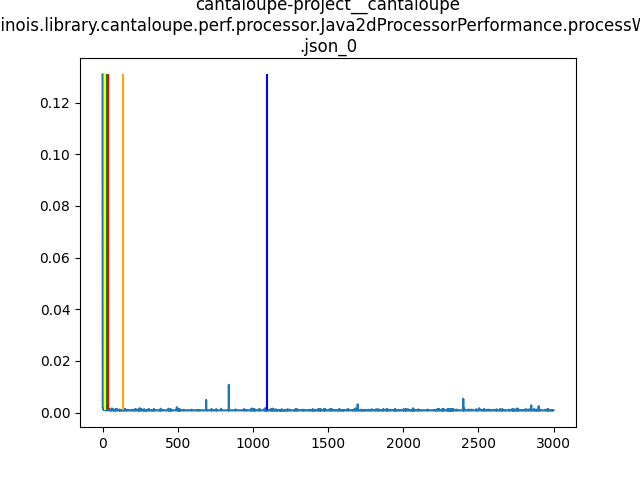 cantaloupe-project__cantaloupe
inois.library.cantaloupe.perf.processor.Java2dProcessorPerformance.processW
.json_0
0.12
0.10
0.08
0.06
0.04
0.02
0.00
0 500 1000 1500 2000 2500 3000